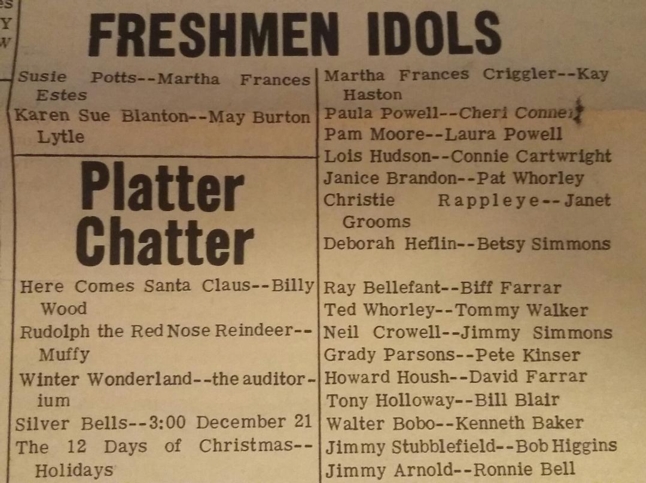 FRESHMEN IDOLS
Susie Potts--Martha Frances
Estes
Karen Sue Blanton--May Burton
Lytle
Martha Frances Criggler--Kay
Haston
Paula Powell--Cheri
Pam Moore--Laura Powell
Lois Hudson--Connie Cartwright
Janice Brandon--Pat Whorley
Christie Rappleye--Janet
Grooms
Deborah Heflin--Betsy Simmons
Ray Bellefant--Biff Farrar
Ted Whorley--Tommy Walker
Neil Crowell--Jimmy Simmons
Grady Parsons--Pete Kinser
Howard Housh--David Farrar
Tony Holloway--Bill Blair
Walter Bobo--Kenneth Baker
Jimmy Stubblefield--Bob Higgins
Jimmy Arnold--Ronnie Bell
Platter
Chatter
Here Comes Santa Claus--Billy
Wood
Rudolph the Red Nose Reindeer--
Muffy
Winter Wonderland--the auditor-
ium
Silver Bells--3:00 December 21
The 12 Days of Christmas--
Holidays